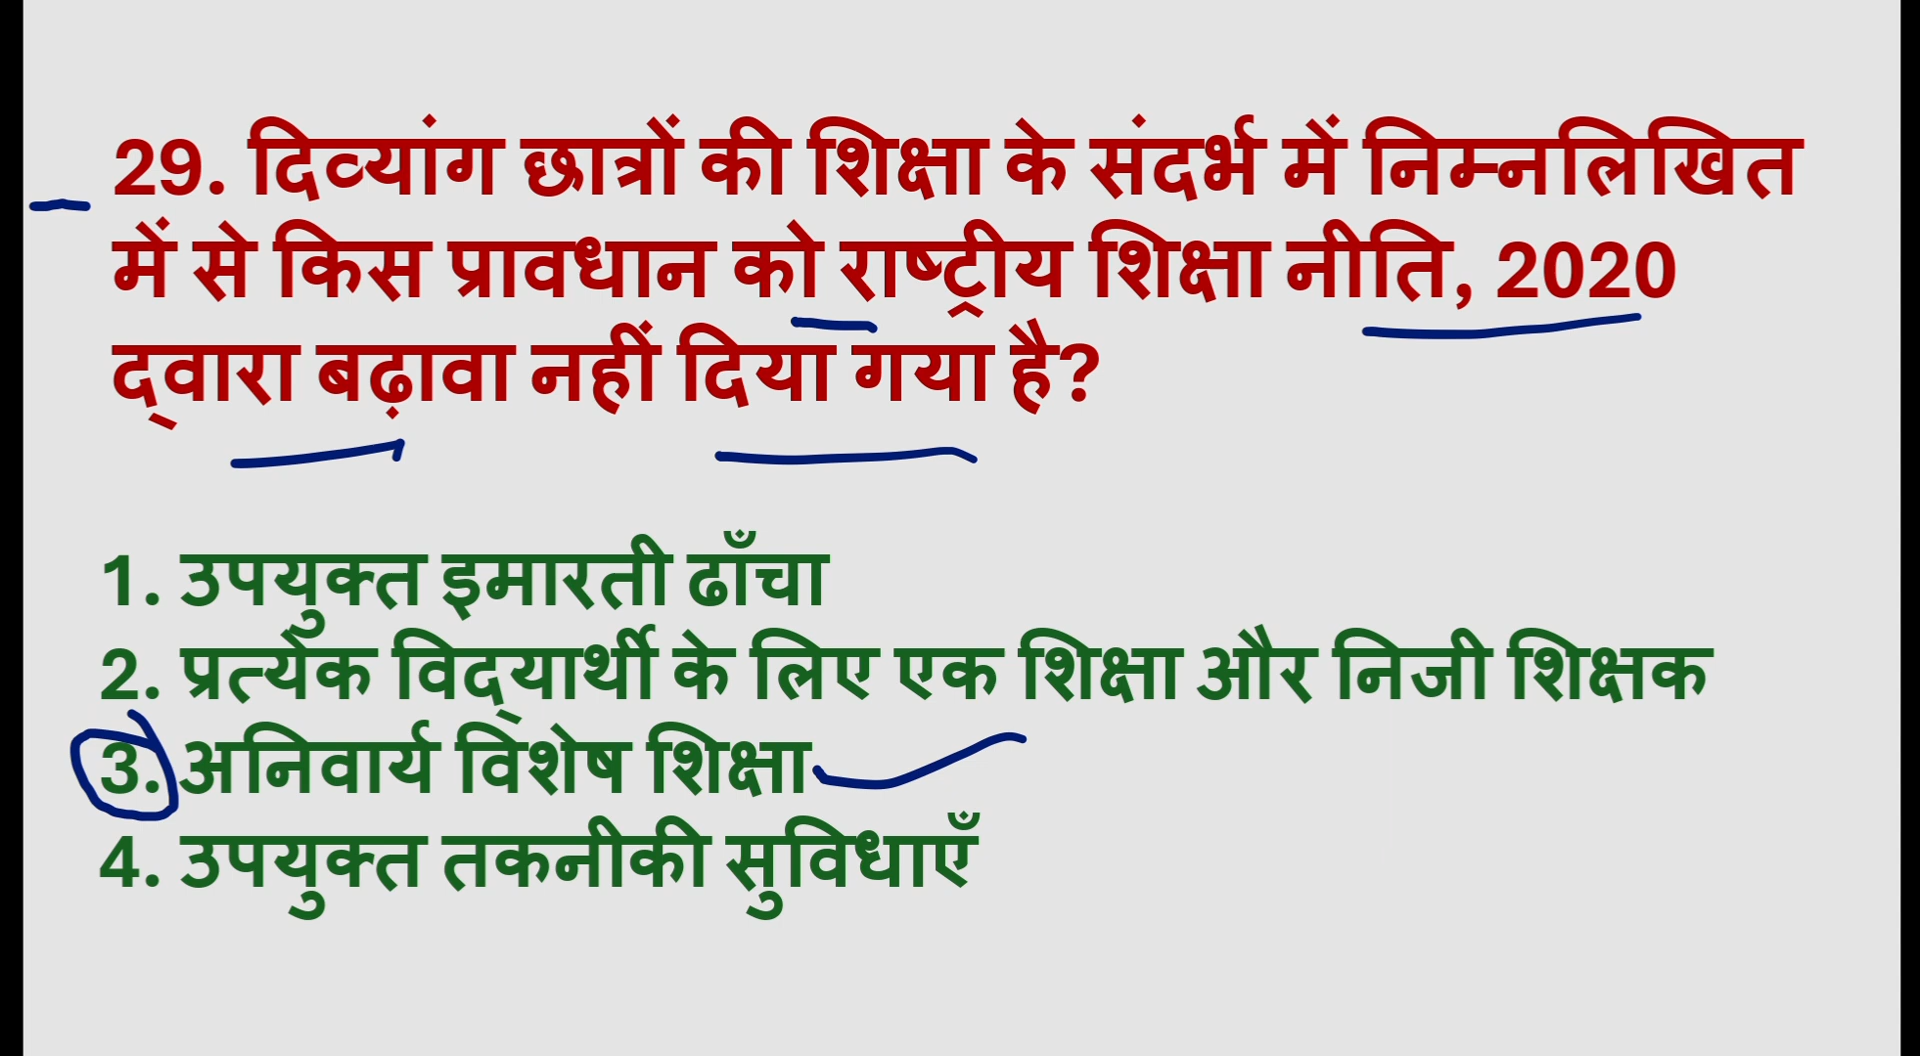 29. दिव्यांग छात्रों की शिक्षा के संदर्भ में निम्नलिखित
में से किस प्रावधान को राष्ट्रीय शिक्षा नीति, 2020
द्वारा बढ़ावा नहीं दिया गया है?
1. उपयुक्त इमारती ढाँचा
2. प्रत्येक विद्यार्थी के लिए एक शिक्षा और निजी शिक्षक
3. अनिवार्य विशेष शिक्षा
4. उपयुक्त तकनीकी सुविधाएँ